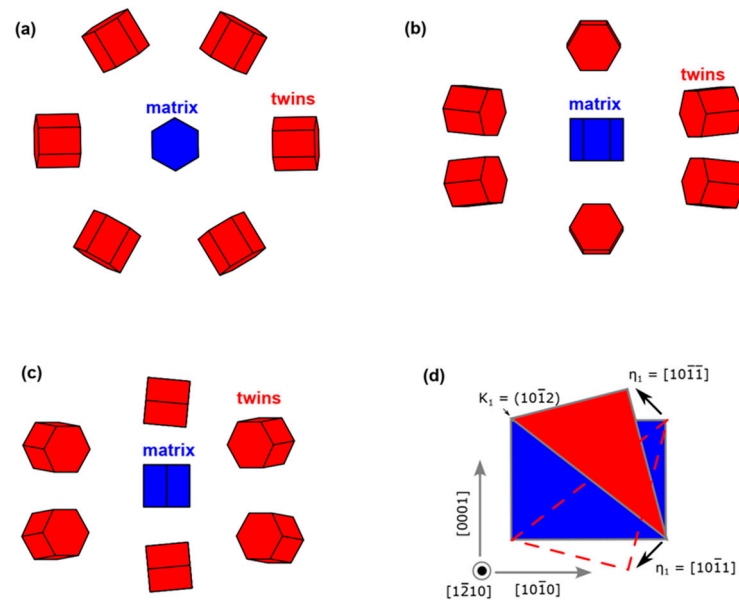 (a)
matrix
twins
(b)
twins
matrix
(c)
twins
matrix
(d)
K₁ = (101̄2)
η₁ = [101̄1̄]
[0001]
[12̄10]
[101̄0]
η₁ = [101̄1]